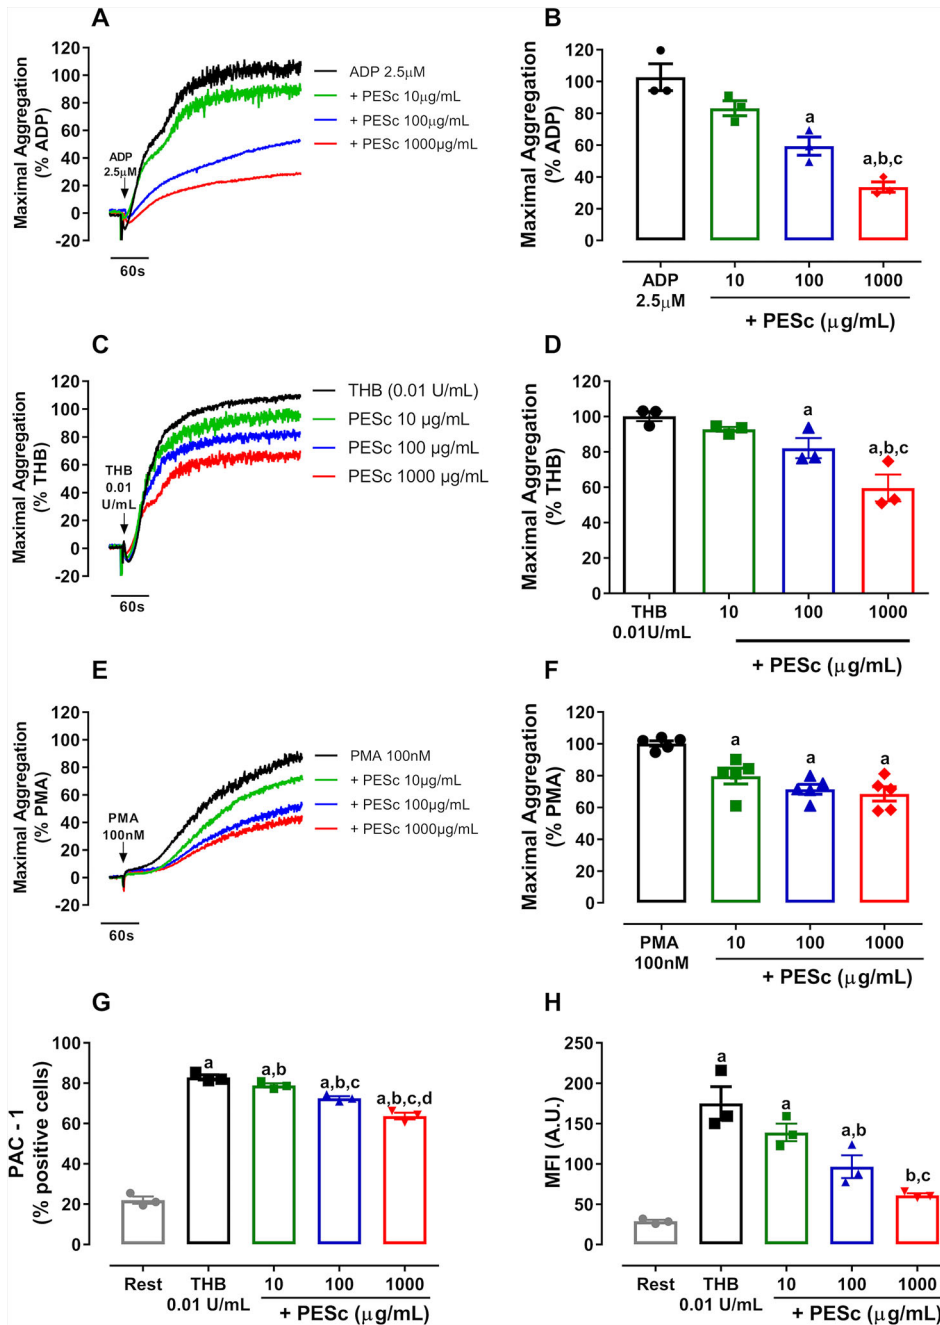 A
Maximal Aggregation
(% ADP)
120
100
80
60
40
20
0
-20
ADP
2.5µM
60s
ADP 2.5µM
+ PESc 10µg/mL
+ PESc 100µg/mL
+ PESc 1000µg/mL
B
Maximal Aggregation
(% ADP)
120
100
80
60
40
20
0
a
a,b,c
ADP
2.5µM
10
100
1000
+ PESc (µg/mL)
C
Maximal Aggregation
(% THB)
120
100
80
60
40
20
0
-20
THB
0.01
U/mL
60s
THB (0.01 U/mL)
PESc 10 µg/mL
PESc 100 µg/mL
PESc 1000 µg/mL
D
Maximal Aggregation
(% THB)
120
100
80
60
40
20
0
a
a,b,c
THB
0.01U/mL
10
100
1000
+ PESc (µg/mL)
E
Maximal Aggregation
(% PMA)
120
100
80
60
40
20
0
-20
PMA
100nM
60s
PMA 100nM
+ PESc 10µg/mL
+ PESc 100µg/mL
+ PESc 1000µg/mL
F
Maximal Aggregation
(% PMA)
120
100
80
60
40
20
0
a
a
a
PMA
100nM
10
100
1000
+ PESc (µg/mL)
G
PAC - 1
(% positive cells)
100
80
60
40
20
0
a
a,b
a,b,c
a,b,c,d
Rest
THB
0.01 U/mL
10
100
1000
+ PESc (µg/mL)
H
MFI (A.U.)
250
200
150
100
50
0
a
a
a,b
b,c
Rest
THB
0.01 U/mL
10
100
1000
+ PESc (µg/mL)